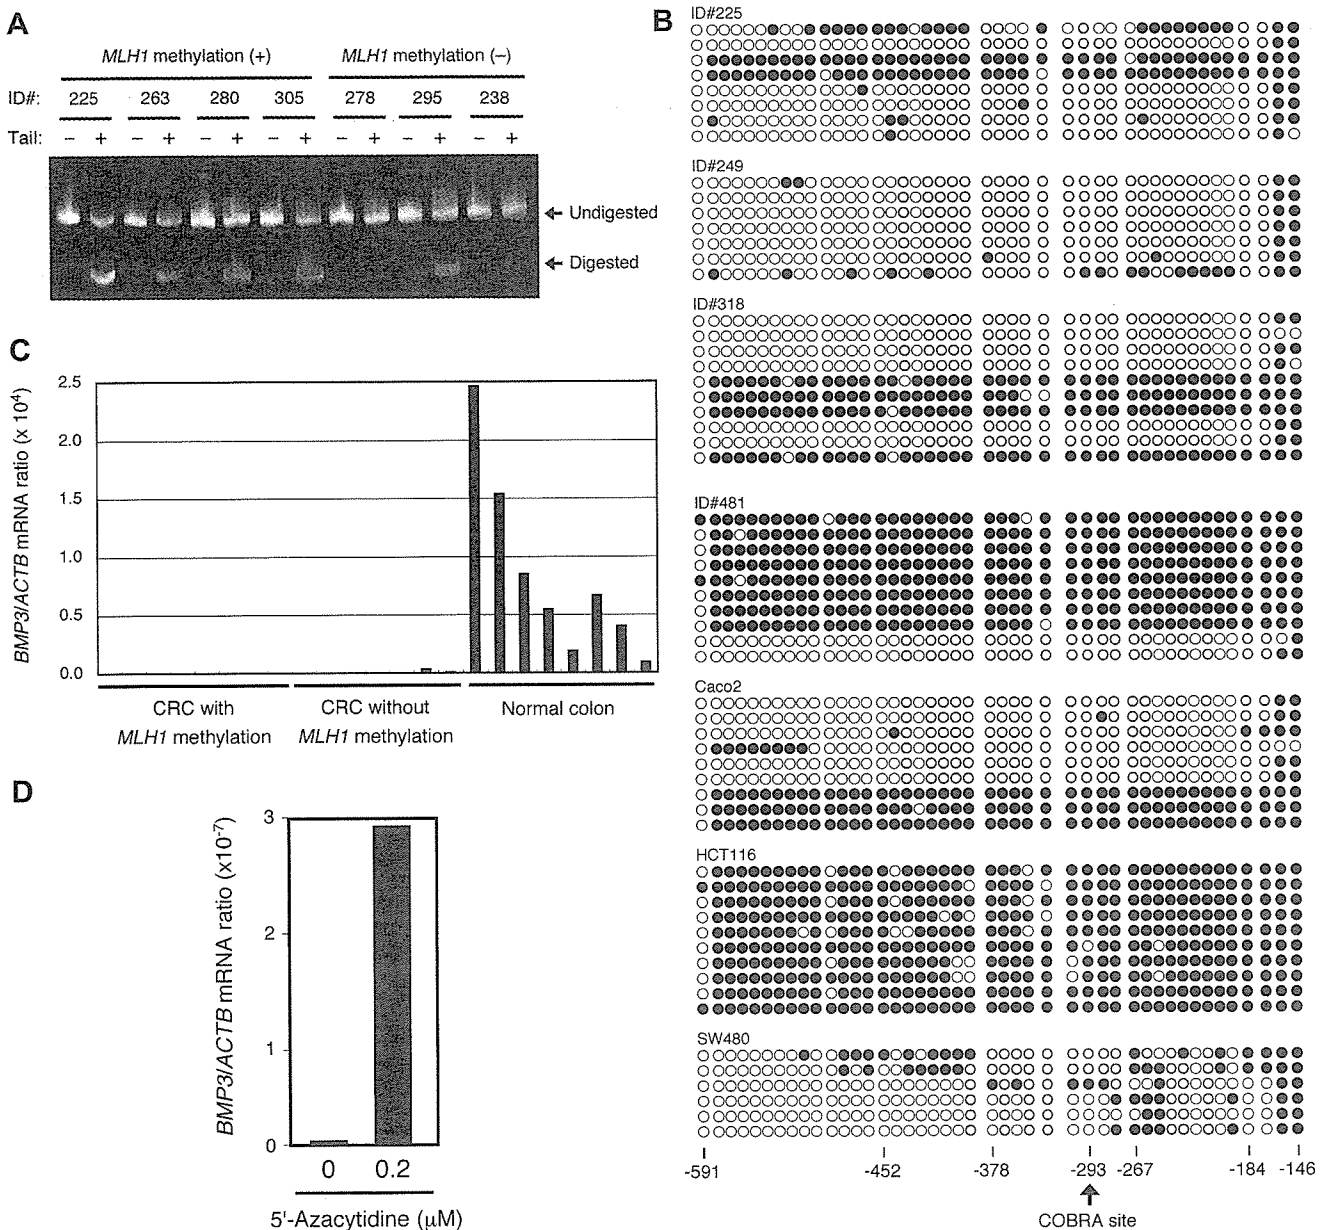 A
MLH1 methylation (+) MLH1 methylation (–)
ID#: 225 263 280 305 278 295 238
TaiI: – + – + – + – + – + – + – +
Undigested
Digested
B
ID#225
ID#249
ID#318
ID#481
Caco2
HCT116
SW480
-591 -452 -378 -293 -267 -184 -146
COBRA site
C
BMP3/ACTB mRNA ratio (x 10⁴)
2.5
2.0
1.5
1.0
0.5
0.0
CRC with MLH1 methylation
CRC without MLH1 methylation
Normal colon
D
BMP3/ACTB mRNA ratio (x10⁻⁷)
3
2
1
0
0 0.2
5'-Azacytidine (μM)